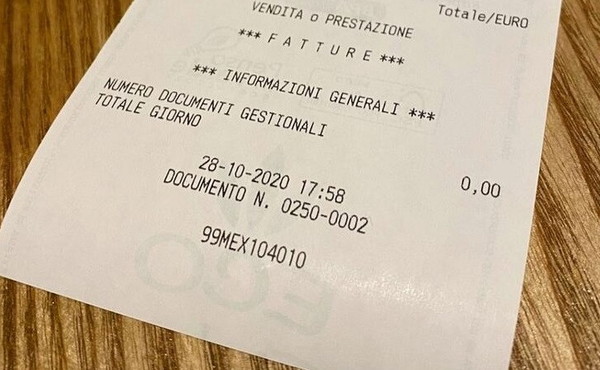 VENDITA o PRESTAZIONE Totale/EURO
*** F A T T U R E ***
*** INFORMAZIONI GENERALI ***
NUMERO DOCUMENTI GESTIONALI
TOTALE GIORNO 0,00
28-10-2020 17:58
DOCUMENTO N. 0250-0002
99MEX104010
ECO